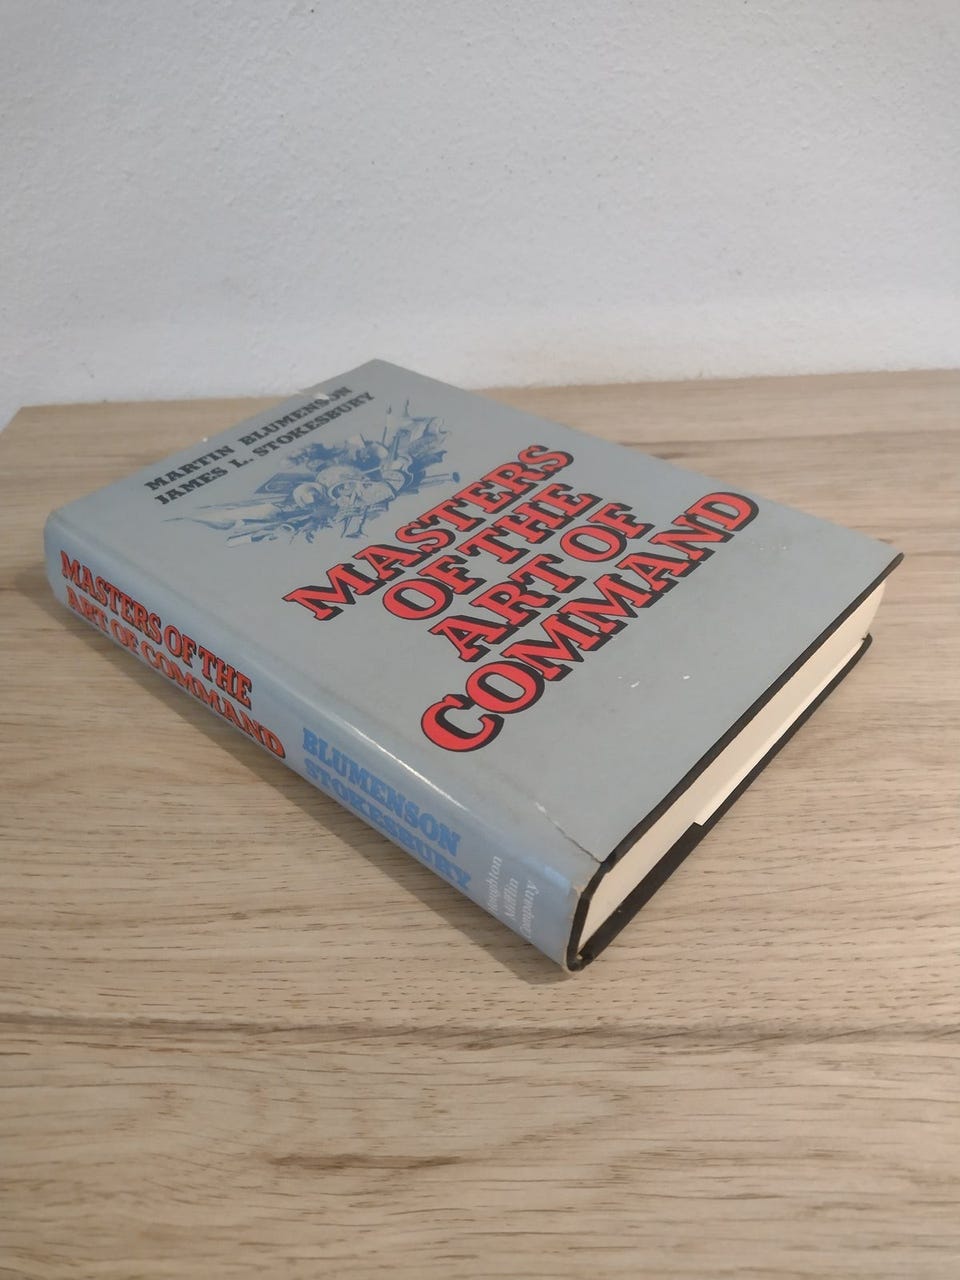 MARTIN BLUMENSON
JAMES L. STOKESBURY
MASTERS
OF THE
ART OF
COMMAND
MASTERS OF THE
ART OF COMMAND
BLUMENSON
STOKESBURY
Houghton
Mifflin
Company